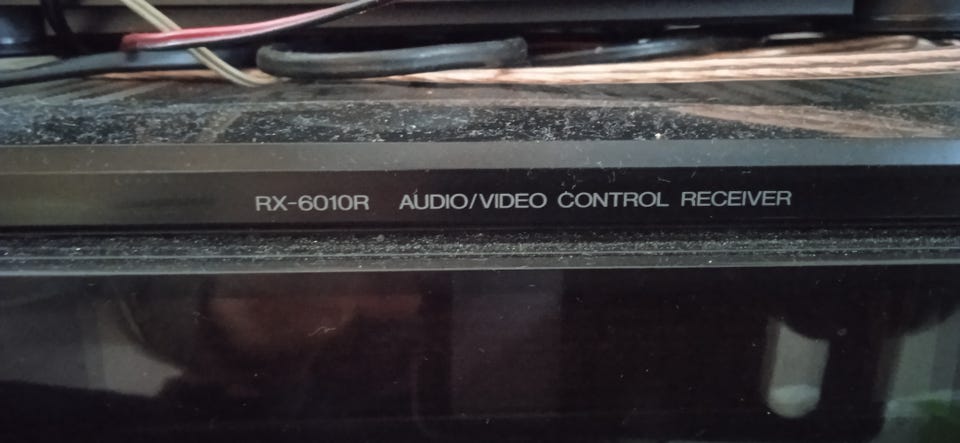 RX-6010R AUDIO/VIDEO CONTROL RECEIVER